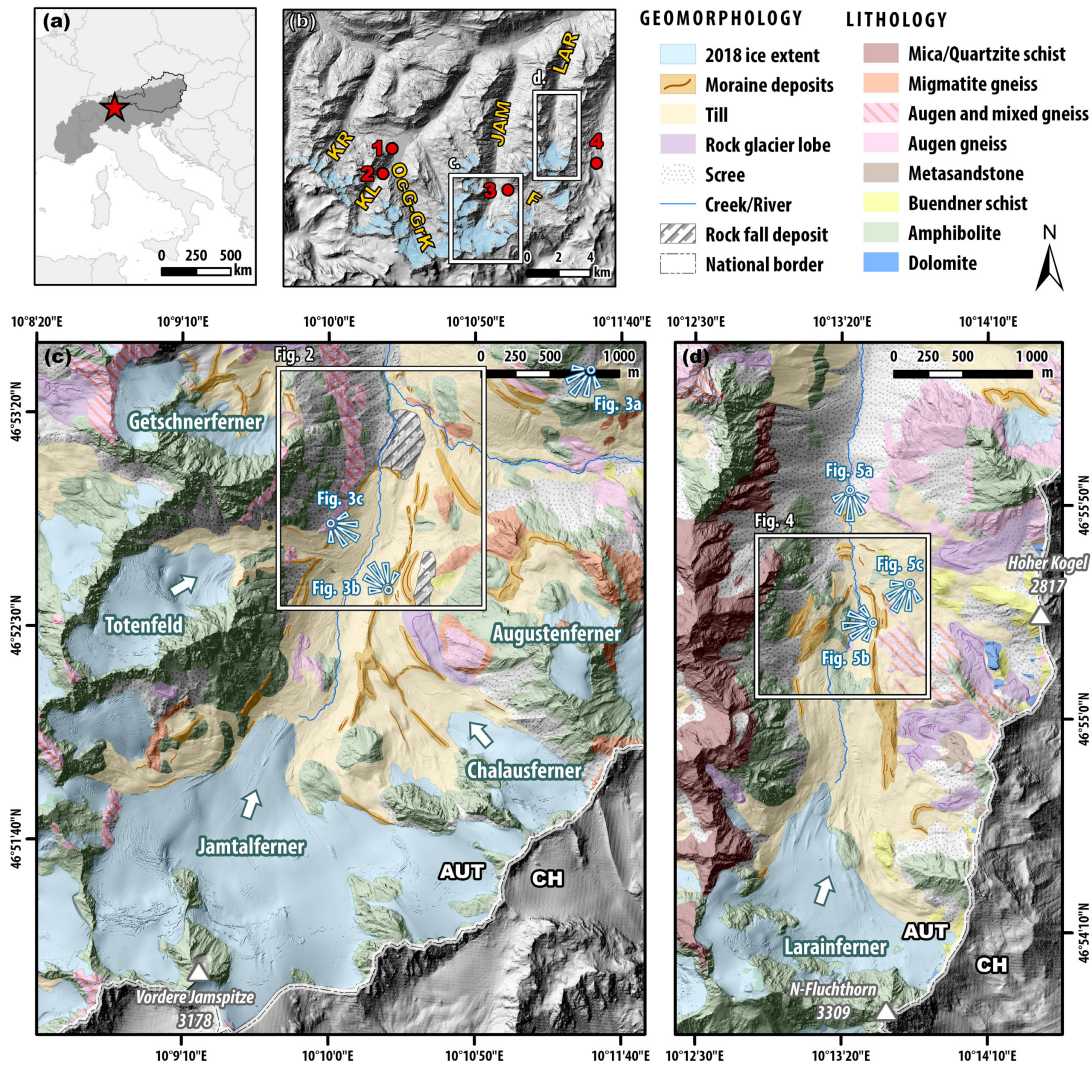 (a)
0 250 500
km
(b)
LAR
d.
JAM
KR
1
2
KL
OcG-GrK
c.
3
F
4
0 2 4
km
GEOMORPHOLOGY
2018 ice extent
Moraine deposits
Till
Rock glacier lobe
Scree
Creek/River
Rock fall deposit
National border
LITHOLOGY
Mica/Quartzite schist
Migmatite gneiss
Augen and mixed gneiss
Augen gneiss
Metasandstone
Buendner schist
Amphibolite
Dolomite
N
10°8'20"E 10°9'10"E 10°0'00"E 10°10'50"E 10°11'40"E
(c)
Fig. 2
0 250 500 1 000
m
Fig. 3a
46°53'20"N
Getschnerferner
Fig. 3c
Fig. 3b
46°52'30"N
Totenfeld
Augustenferner
Chalausferner
46°51'40"N
Jamtalferner
AUT
CH
Vordere Jamspitze
3178
10°9'10"E 10°0'00"E 10°10'50"E 10°11'40"E
10°12'30"E 10°13'20"E 10°14'10"E
(d)
0 250 500 1 000
m
Fig. 5a
46°55'0"N
Fig. 4
Fig. 5c
Hoher Kogel
2817
Fig. 5b
46°55'0"N
46°54'10"N
Larainferner
AUT
CH
N-Fluchthorn
3309
10°12'30"E 10°13'20"E 10°14'10"E